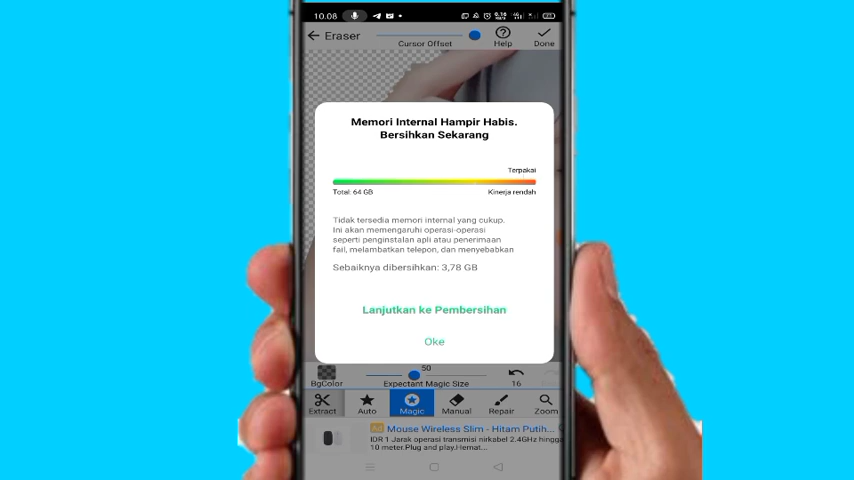 10.08
0,16
KB/S
Eraser
Cursor Offset
Help
Done
Memori Internal Hampir Habis.
Bersihkan Sekarang
Terpakai
Total: 64 GB
Kinerja rendah
Tidak tersedia memori internal yang cukup.
Ini akan memengaruhi operasi-operasi
seperti penginstalan apli atau penerimaan
fail, melambatkan telepon, dan menyebabkan
Sebaiknya dibersihkan: 3,78 GB
Lanjutkan ke Pembersihan
Oke
50
BgColor
Expectant Magic Size
16
Extract
Auto
Magic
Manual
Repair
Zoom
Ad Mouse Wireless Slim - Hitam Putih...
IDR 1 Jarak operasi transmisi nirkabel 2.4GHz hingga
10 meter.Plug and play.Hemat...